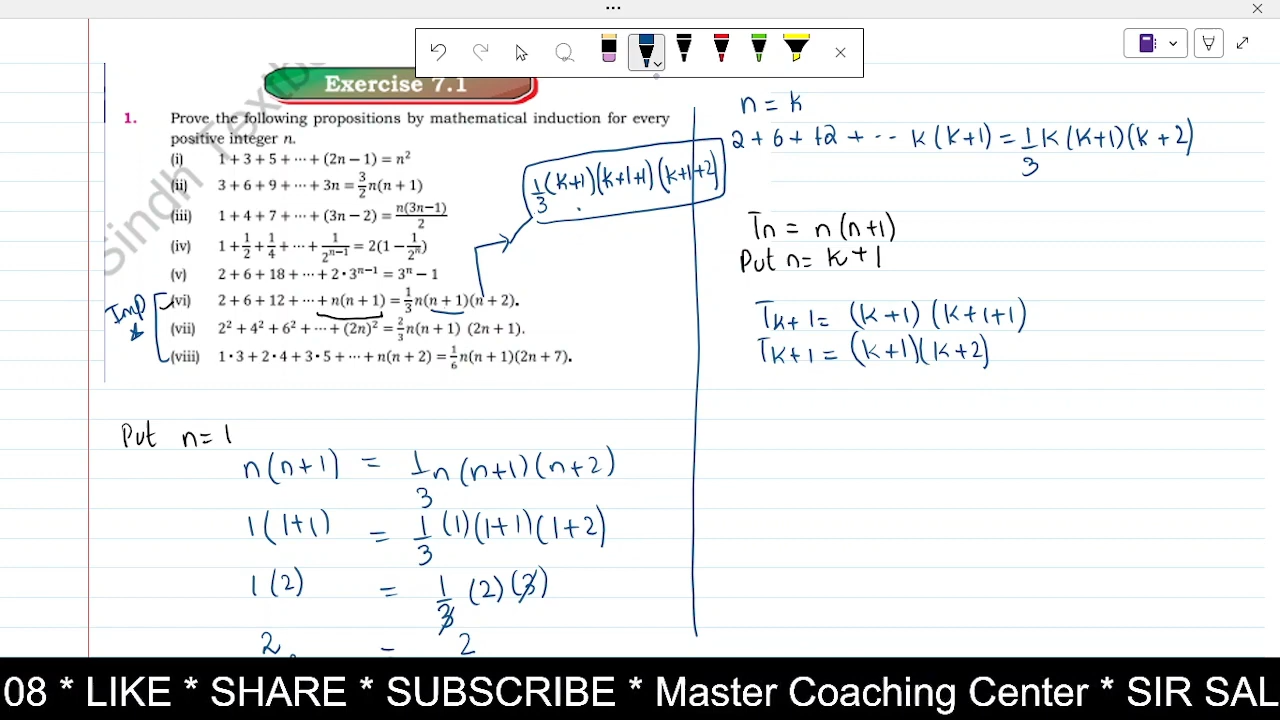 Exercise 7.1
1. Prove the following propositions by mathematical induction for every
positive integer n.
(i) 1 + 3 + 5 + ⋯ + (2n − 1) = n²
(ii) 3 + 6 + 9 + ⋯ + 3n = 3/2 n(n + 1)
(iii) 1 + 4 + 7 + ⋯ + (3n − 2) = n(3n−1)/2
(iv) 1 + 1/2 + 1/4 + ⋯ + 1/2ⁿ⁻¹ = 2(1 − 1/2ⁿ)
(v) 2 + 6 + 18 + ⋯ + 2 • 3ⁿ⁻¹ = 3ⁿ − 1
(vi) 2 + 6 + 12 + ⋯ + n(n + 1) = 1/3 n(n + 1)(n + 2).
(vii) 2² + 4² + 6² + ⋯ + (2n)² = 2/3 n(n + 1) (2n + 1).
(viii) 1 • 3 + 2 • 4 + 3 • 5 + ⋯ + n(n + 2) = 1/6 n(n + 1)(2n + 7).
Sindh Textb
Imp
1/3 (k+1)(k+1+1)(k+1+2)
Put n= 1
n(n+1) = 1/3 n(n+1)(n+2)
1(1+1) = 1/3 (1)(1+1)(1+2)
1(2) = 1/3 (2)(3)
2 = 2
n = k
2 + 6 + 12 + ⋯ k(k+1) = 1/3 k(k+1)(k+2)
Tn = n(n+1)
Put n= k+1
Tk+1 = (k+1) (k+1+1)
Tk+1 = (k+1)(k+2)
08 * LIKE * SHARE * SUBSCRIBE * Master Coaching Center * SIR SAL